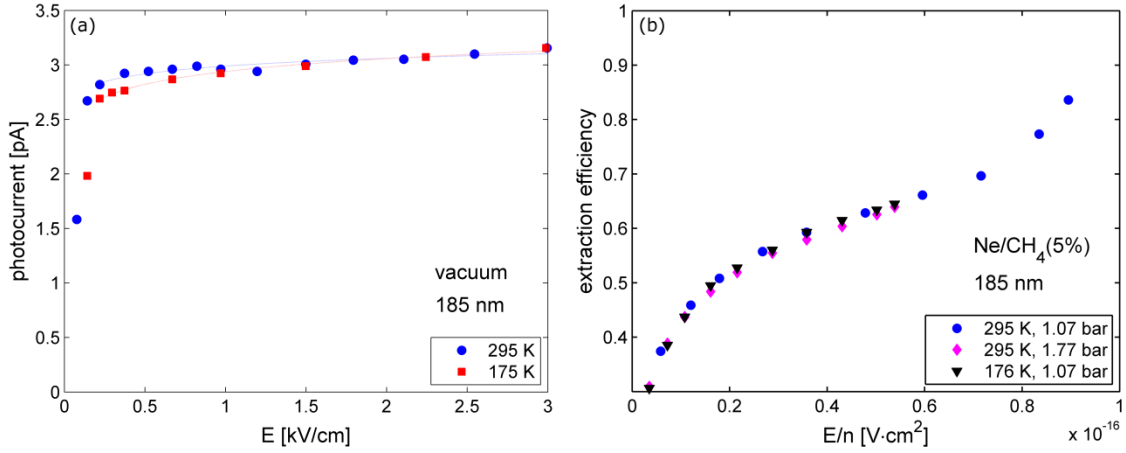 (a)
photocurrent [pA]
3.5
3
2.5
2
1.5
1
0.5
0
0
0.5
1
1.5
2
2.5
3
E [kV/cm]
vacuum
185 nm
295 K
175 K
(b)
extraction efficiency
1
0.9
0.8
0.7
0.6
0.5
0.4
0
0.2
0.4
0.6
0.8
1
x 10⁻¹⁶
E/n [V·cm²]
Ne/CH₄(5%)
185 nm
295 K, 1.07 bar
295 K, 1.77 bar
176 K, 1.07 bar